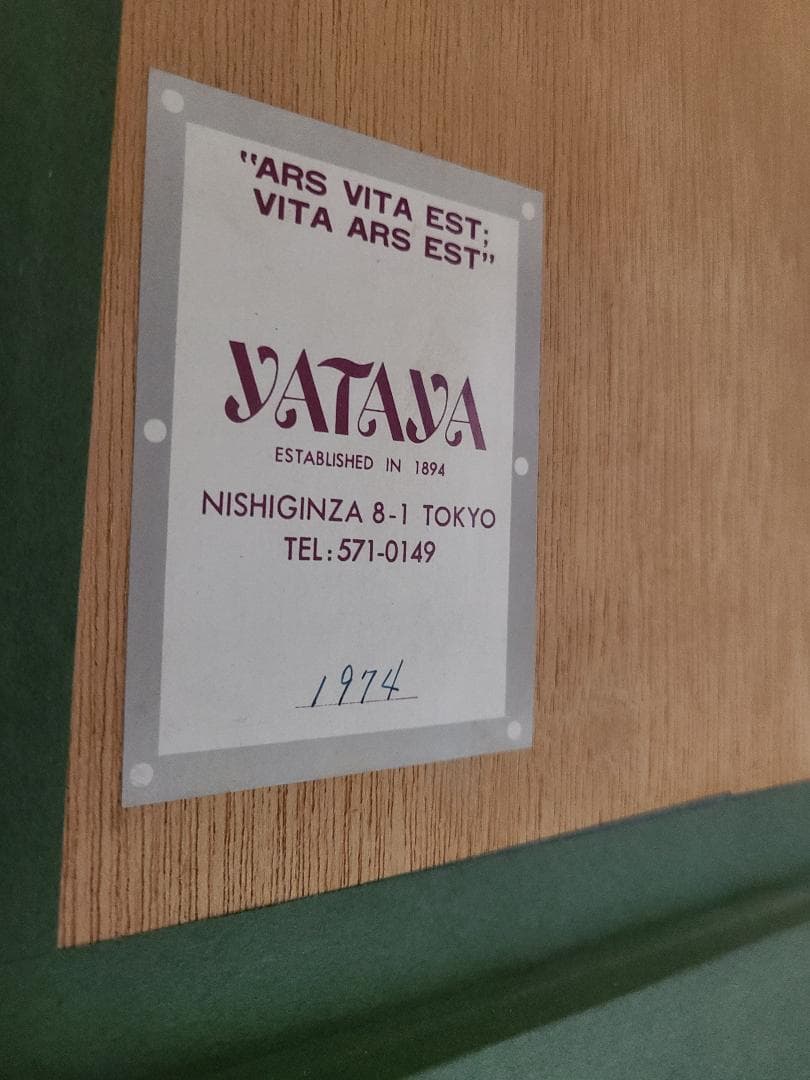 "ARS VITA EST;
VITA ARS EST"
YATAYA
ESTABLISHED IN 1894
NISHIGINZA 8-1 TOKYO
TEL:571-0149
1974